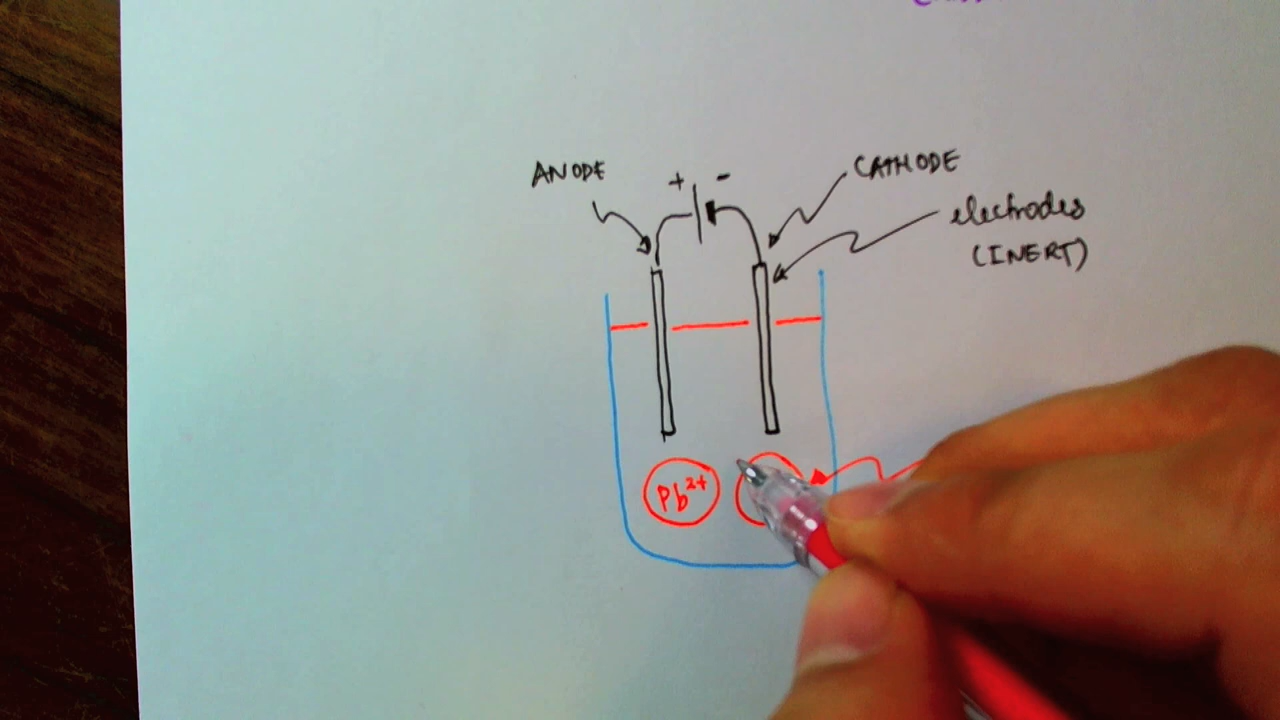 ANODE
+ -
CATHODE
electrodes
(INERT)
Pb²⁺